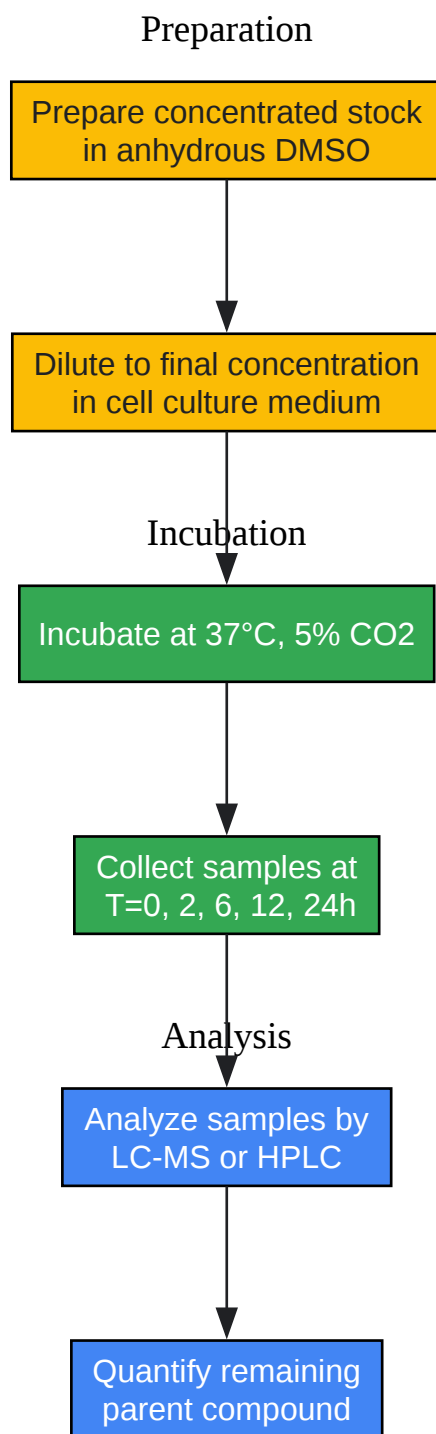 Preparation
Prepare concentrated stock
in anhydrous DMSO
Dilute to final concentration
in cell culture medium
Incubation
Incubate at 37°C, 5% CO2
Collect samples at
T=0, 2, 6, 12, 24h
Analysis
Analyze samples by
LC-MS or HPLC
Quantify remaining
parent compound